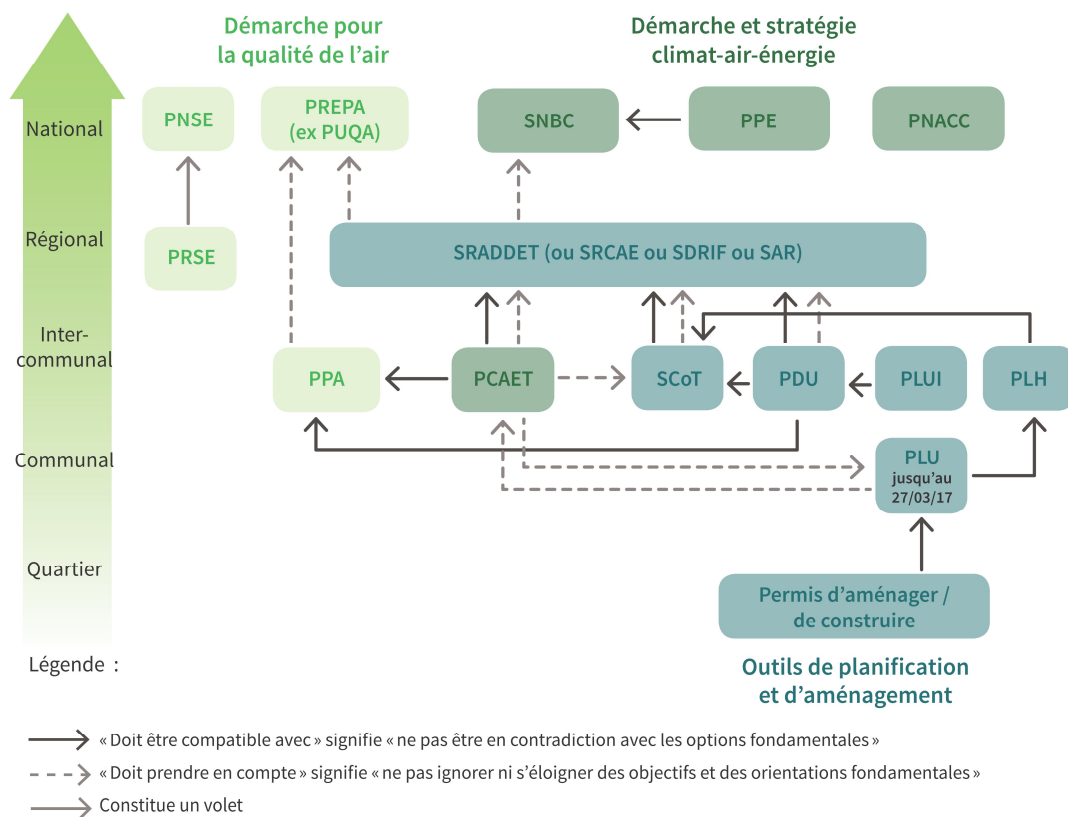 Démarche pour
la qualité de l’air
Démarche et stratégie
climat-air-énergie
National
PNSE
PREPA
(ex PUQA)
SNBC
PPE
PNACC
Régional
PRSE
SRADDET (ou SRCAE ou SDRIF ou SAR)
Inter-
communal
PPA
PCAET
SCoT
PDU
PLUI
PLH
Communal
PLU
jusqu’au
27/03/17
Quartier
Permis d’aménager /
de construire
Légende :
Outils de planification
et d’aménagement
« Doit être compatible avec » signifie « ne pas être en contradiction avec les options fondamentales »
« Doit prendre en compte » signifie « ne pas ignorer ni s’éloigner des objectifs et des orientations fondamentales »
Constitue un volet